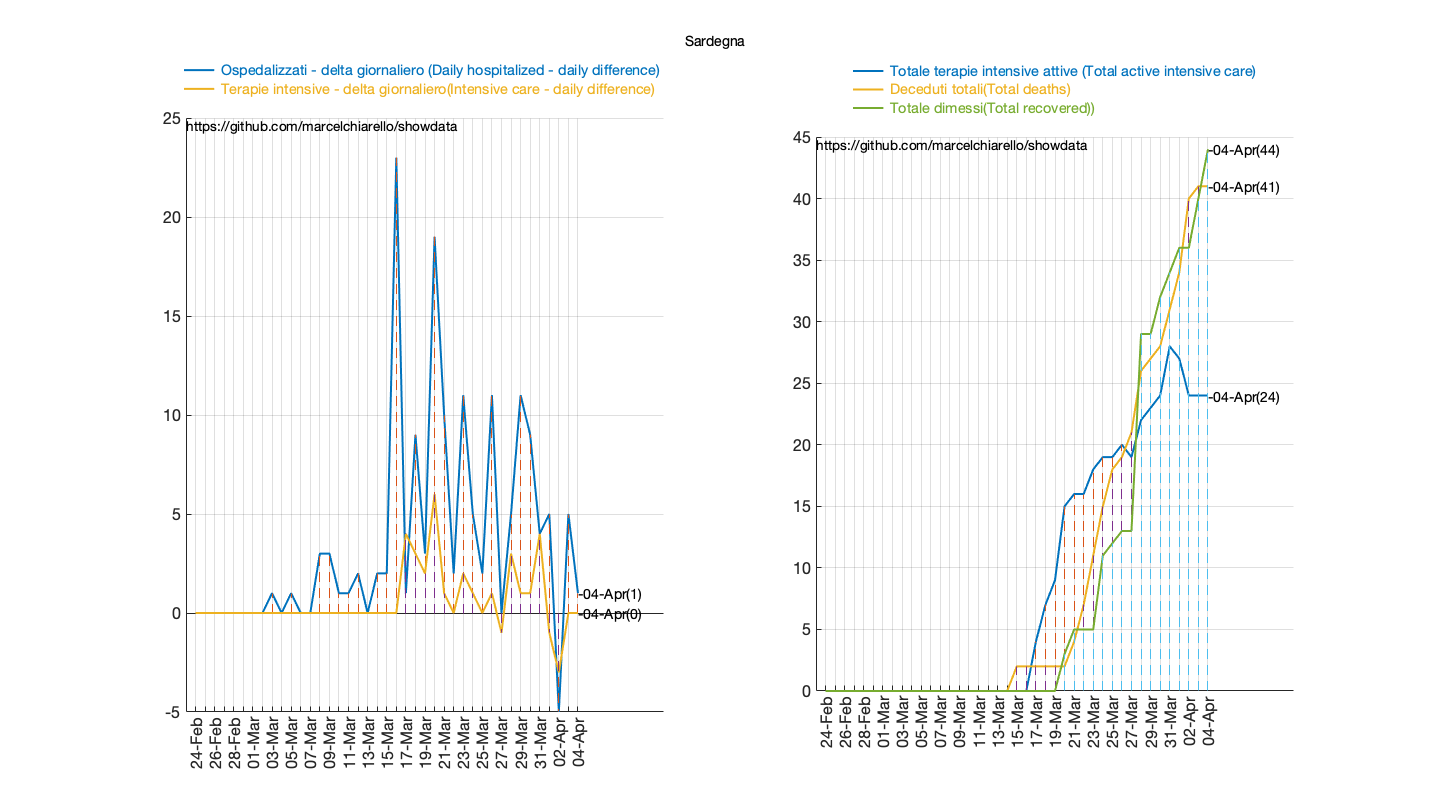 Sardegna
Ospedalizzati - delta giornaliero (Daily hospitalized - daily difference)
Terapie intensive - delta giornaliero(Intensive care - daily difference)
25
https://github.com/marcelchiarello/showdata
20
15
10
5
0
-5
-04-Apr(1)
-04-Apr(0)
24-Feb
26-Feb
28-Feb
01-Mar
03-Mar
05-Mar
07-Mar
09-Mar
11-Mar
13-Mar
15-Mar
17-Mar
19-Mar
21-Mar
23-Mar
25-Mar
27-Mar
29-Mar
31-Mar
02-Apr
04-Apr
Totale terapie intensive attive (Total active intensive care)
Deceduti totali(Total deaths)
Totale dimessi(Total recovered))
45
https://github.com/marcelchiarello/showdata
40
35
30
25
20
15
10
5
0
-04-Apr(44)
-04-Apr(41)
-04-Apr(24)
24-Feb
26-Feb
28-Feb
01-Mar
03-Mar
05-Mar
07-Mar
09-Mar
11-Mar
13-Mar
15-Mar
17-Mar
19-Mar
21-Mar
23-Mar
25-Mar
27-Mar
29-Mar
31-Mar
02-Apr
04-Apr